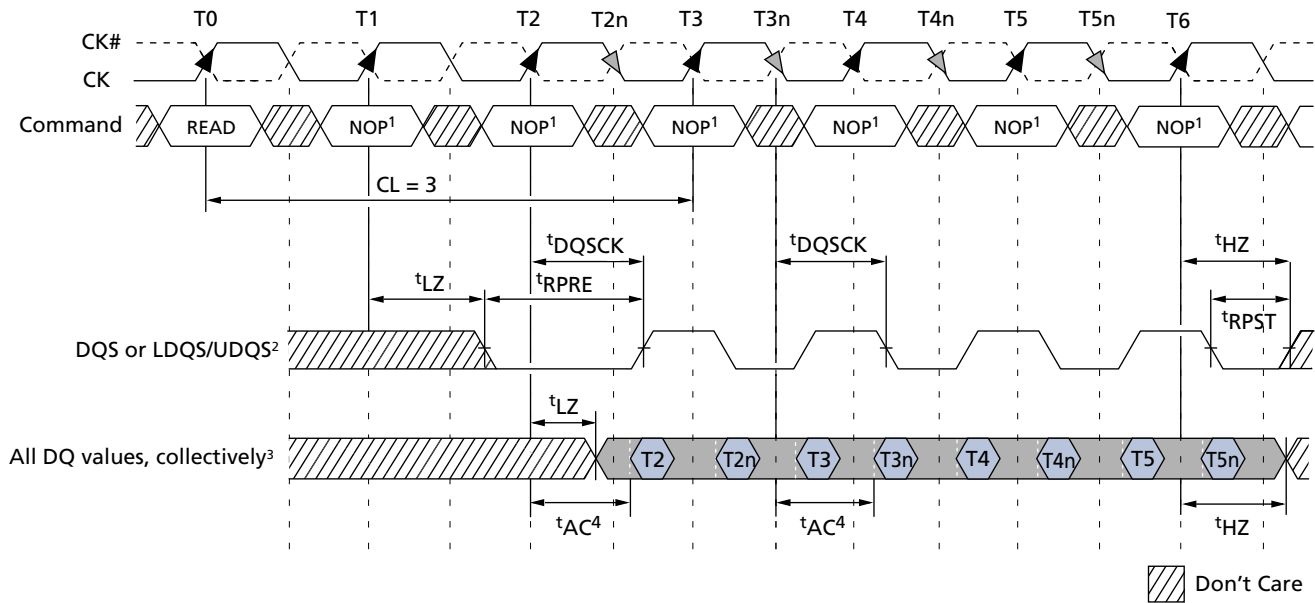 T0 T1 T2 T2n T3 T3n T4 T4n T5 T5n T6
CK#
CK
Command READ NOP¹ NOP¹ NOP¹ NOP¹ NOP¹ NOP¹
CL = 3
tDQSCK tDQSCK tHZ
tLZ tRPRE
tRPST
DQS or LDQS/UDQS²
tLZ
All DQ values, collectively³ T2 T2n T3 T3n T4 T4n T5 T5n
tAC⁴ tAC⁴ tHZ
Don't Care